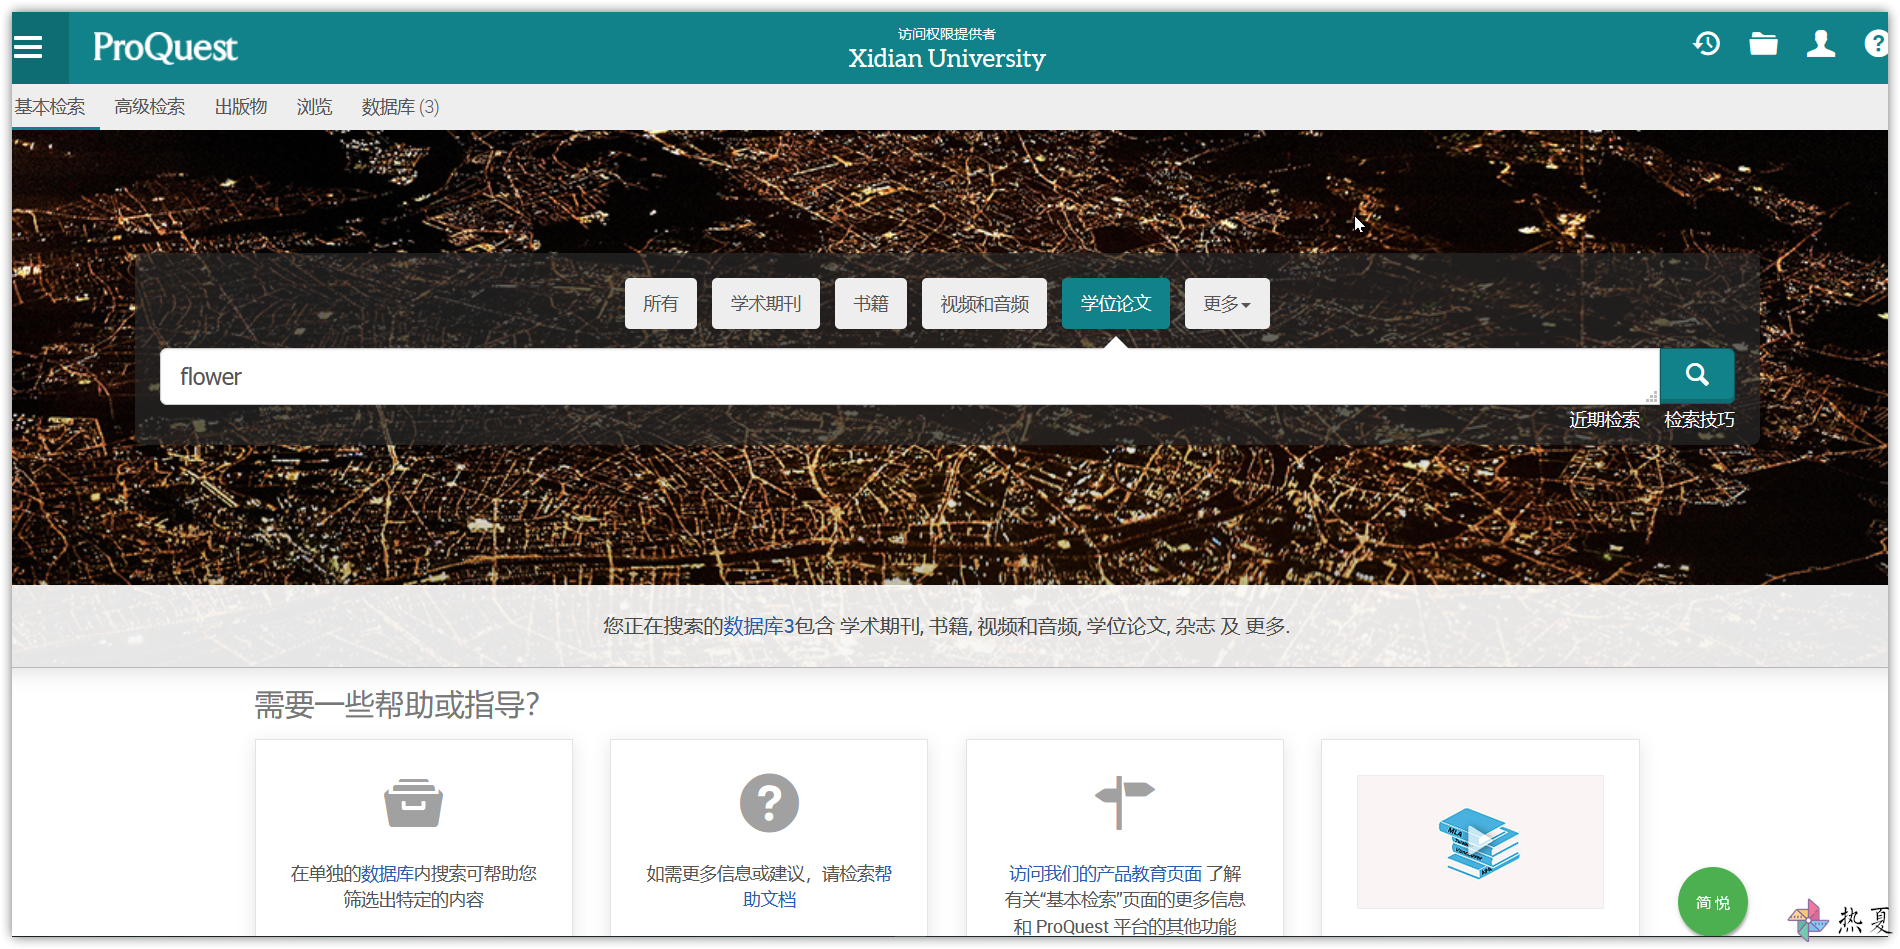 ProQuest
访问权限提供者
Xidian University
基本检索 高级检索 出版物 浏览 数据库 (3)
所有 学术期刊 书籍 视频和音频 学位论文 更多
flower
近期检索 检索技巧
您正在搜索的数据库3包含 学术期刊, 书籍, 视频和音频, 学位论文, 杂志 及 更多.
需要一些帮助或指导?
在单独的数据库内搜索可帮助您
筛选出特定的内容
如需更多信息或建议，请检索帮
助文档
访问我们的产品教育页面 了解
有关“基本检索”页面的更多信息
和 ProQuest 平台的其他功能
MLA
APA
简悦
热夏